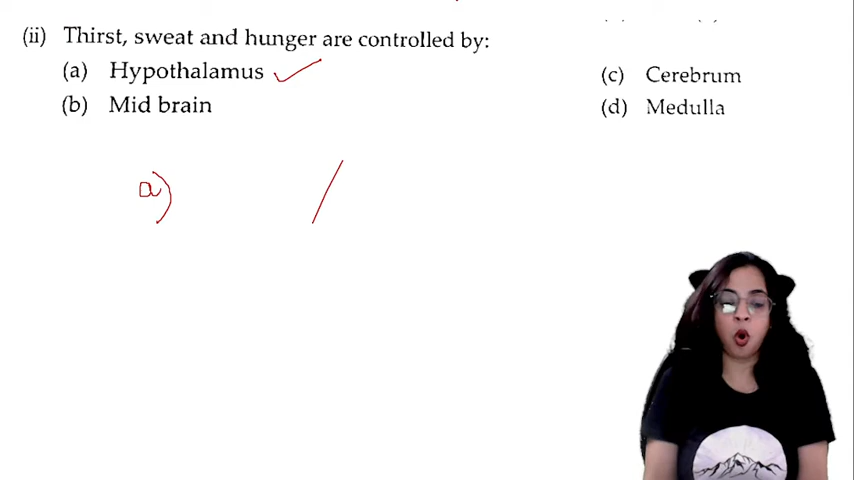 (ii) Thirst, sweat and hunger are controlled by:
(a) Hypothalamus
(c) Cerebrum
(b) Mid brain
(d) Medulla
a)